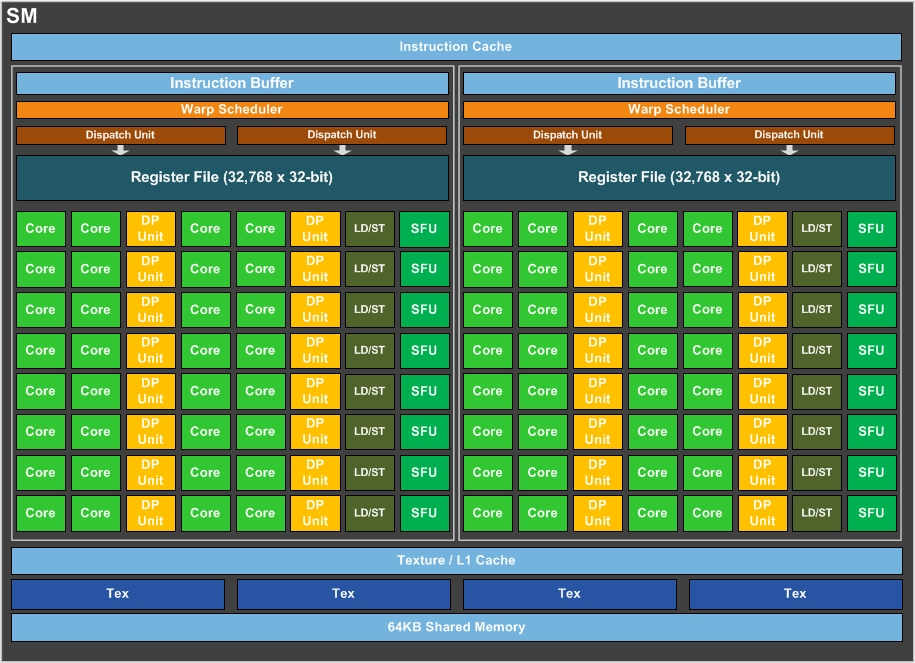 SM
Instruction Cache
Instruction Buffer Instruction Buffer
Warp Scheduler Warp Scheduler
Dispatch Unit Dispatch Unit Dispatch Unit Dispatch Unit
Register File (32,768 x 32-bit) Register File (32,768 x 32-bit)
Core Core DP Unit Core Core DP Unit LD/ST SFU Core Core DP Unit Core Core DP Unit LD/ST SFU
Core Core DP Unit Core Core DP Unit LD/ST SFU Core Core DP Unit Core Core DP Unit LD/ST SFU
Core Core DP Unit Core Core DP Unit LD/ST SFU Core Core DP Unit Core Core DP Unit LD/ST SFU
Core Core DP Unit Core Core DP Unit LD/ST SFU Core Core DP Unit Core Core DP Unit LD/ST SFU
Core Core DP Unit Core Core DP Unit LD/ST SFU Core Core DP Unit Core Core DP Unit LD/ST SFU
Core Core DP Unit Core Core DP Unit LD/ST SFU Core Core DP Unit Core Core DP Unit LD/ST SFU
Core Core DP Unit Core Core DP Unit LD/ST SFU Core Core DP Unit Core Core DP Unit LD/ST SFU
Core Core DP Unit Core Core DP Unit LD/ST SFU Core Core DP Unit Core Core DP Unit LD/ST SFU
Texture / L1 Cache
Tex Tex Tex Tex
64KB Shared Memory